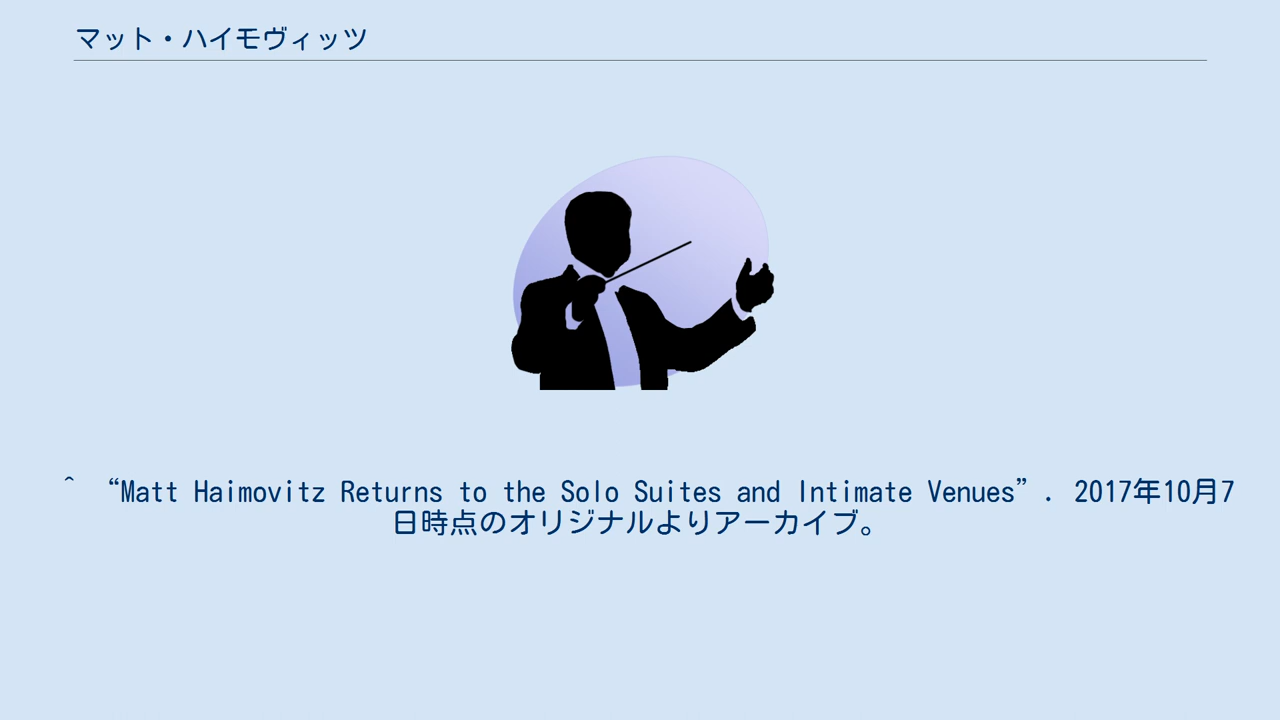 マット・ハイモヴィッツ
^ “Matt Haimovitz Returns to the Solo Suites and Intimate Venues”. 2017年10月7
日時点のオリジナルよりアーカイブ。